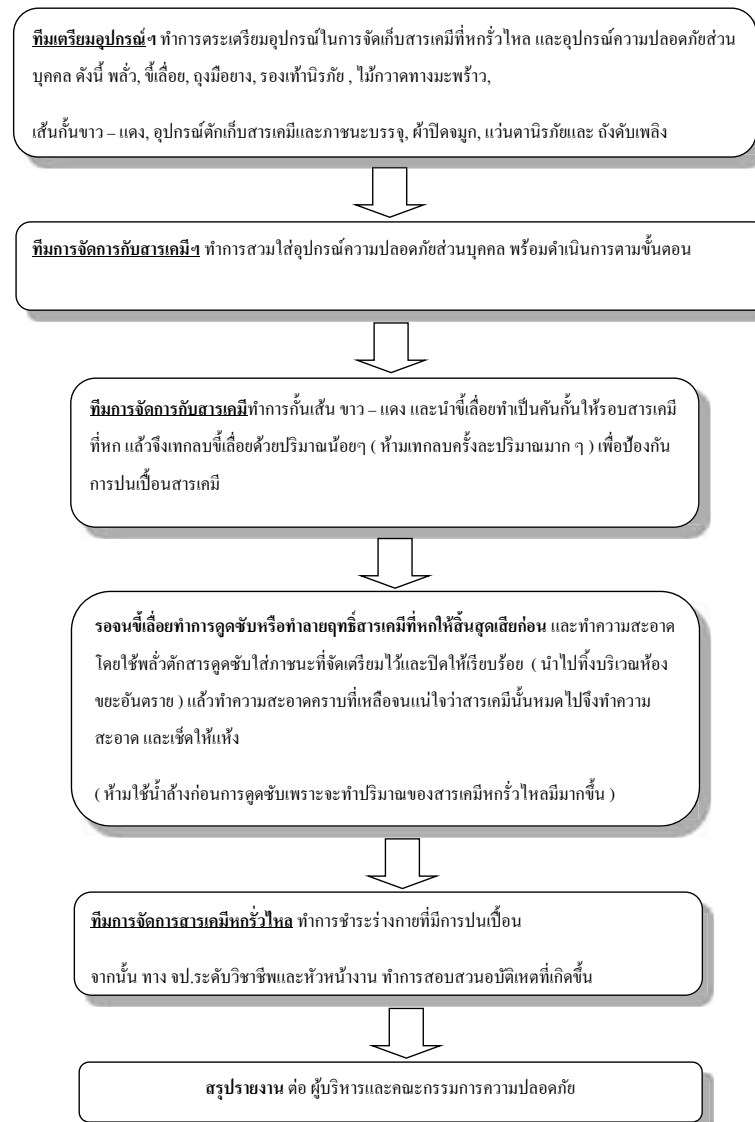 ทีมเตรียมอุปกรณ์ฯ ทำการตระเตรียมอุปกรณ์ในการจัดเก็บสารเคมีที่หกรั่วไหล และอุปกรณ์ความปลอดภัยส่วน
บุคคล ดังนี้ พลั่ว, ขี้เลื่อย, ถุงมือยาง, รองเท้านิรภัย , ไม้กวาดทางมะพร้าว,
เส้นกั้นขาว – แดง, อุปกรณ์ตักเก็บสารเคมีและภาชนะบรรจุ, ผ้าปิดจมูก, แว่นตานิรภัยและ ถังดับเพลิง
ทีมการจัดการกับสารเคมีฯ ทำการสวมใส่อุปกรณ์ความปลอดภัยส่วนบุคคล พร้อมดำเนินการตามขั้นตอน
ทีมการจัดการกับสารเคมีทำการกั้นเส้น ขาว – แดง และนำขี้เลื่อยทำเป็นคันกั้นให้รอบสารเคมี
ที่หก แล้วจึงเทกลบขี้เลื่อยด้วยปริมาณน้อยๆ ( ห้ามเทกลบครั้งละปริมาณมาก ๆ ) เพื่อป้องกัน
การปนเปื้อนสารเคมี
รอจนขี้เลื่อยทำการดูดซับหรือทำลายฤทธิ์สารเคมีที่หกให้สิ้นสุดเสียก่อน และทำความสะอาด
โดยใช้พลั่วตักสารดูดซับใส่ภาชนะที่จัดเตรียมไว้และปิดให้เรียบร้อย ( นำไปทิ้งบริเวณห้อง
ขยะอันตราย ) แล้วทำความสะอาดคราบที่เหลือจนแน่ใจว่าสารเคมีนั้นหมดไปจึงทำความ
สะอาด และเช็ดให้แห้ง
( ห้ามใช้น้ำล้างก่อนการดูดซับเพราะจะทำปริมาณของสารเคมีหกรั่วไหลมีมากขึ้น )
ทีมการจัดการสารเคมีหกรั่วไหล ทำการชำระร่างกายที่มีการปนเปื้อน
จากนั้น ทาง จป.ระดับวิชาชีพและหัวหน้างาน ทำการสอบสวนอุบัติเหตุที่เกิดขึ้น
สรุปรายงาน ต่อ ผู้บริหารและคณะกรรมการความปลอดภัย